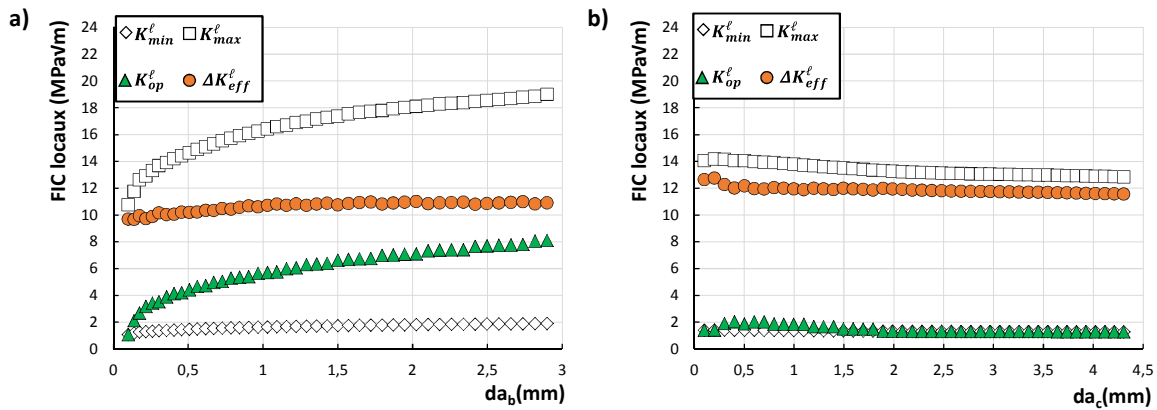 a)
FIC locaux (MPa√m)
24
22
20
18
16
14
12
10
8
6
4
2
0
K^ℓ_min K^ℓ_max
K^ℓ_op ΔK^ℓ_eff
0 0,5 1 1,5 2 2,5 3
da_b(mm)
b)
FIC locaux (MPa√m)
24
22
20
18
16
14
12
10
8
6
4
2
0
K^ℓ_min K^ℓ_max
K^ℓ_op ΔK^ℓ_eff
0 0,5 1 1,5 2 2,5 3 3,5 4 4,5
da_c(mm)